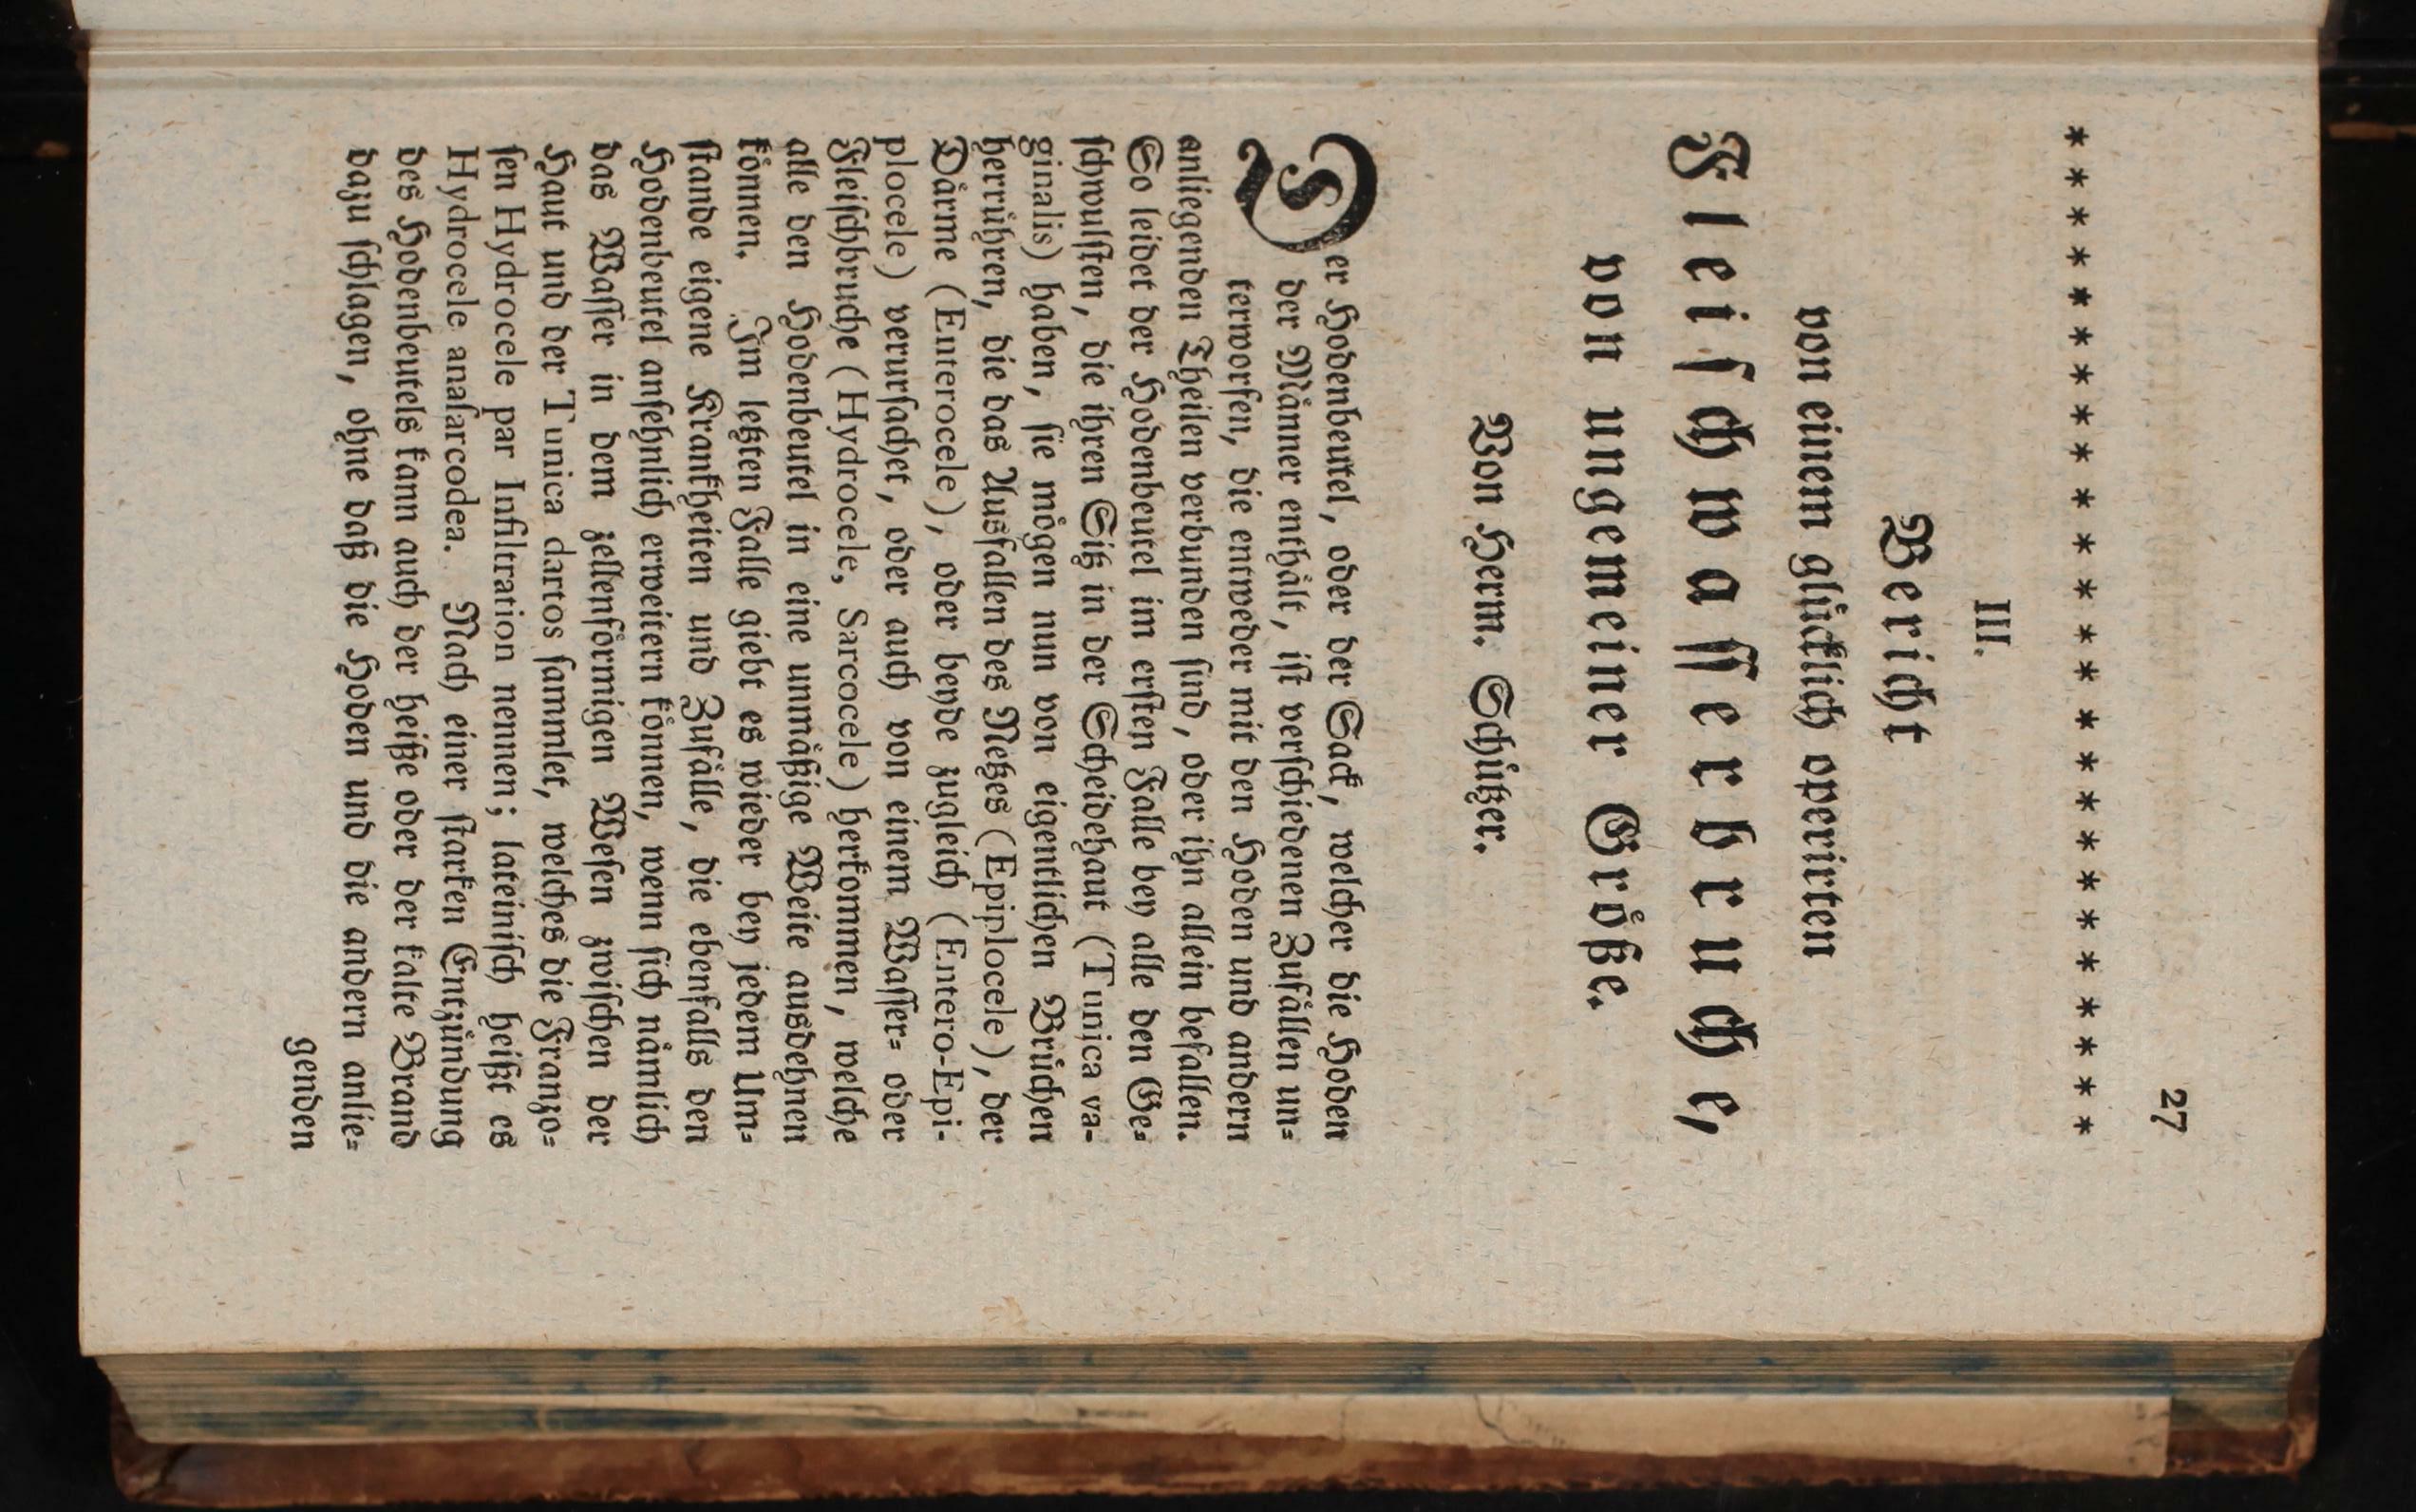 27
* * * * * * * * * * * * * * * * * * * * * * * * * *
III.
Bericht
von einem glücklich operirten
Fleischwasserbruche,
von ungemeiner Größe.
Von Herrn. Schützer.
Der Hodenbeutel, oder der Sack, welcher die Hoden
der Männer enthält, ist verschiedenen Zufällen un-
terworfen, die entweder mit den Hoden und andern
anliegenden Theilen verbunden sind, oder ihn allein befallen.
So leidet der Hodenbeutel im ersten Falle bey alle den Ge-
schwulsten, die ihren Sitz in der Scheidehaut (Tunica va-
ginalis) haben, sie mögen nun von eigentlichen Brüchen
herrühren, die das Ausfallen des Netzes (Epiplocele), der
Därme (Enterocele), oder beyde zugleich (Entero-Epi-
plocele) verursachet, oder auch von einem Wasser- oder
Fleischbruche (Hydrocele, Sarcocele) herkommen, welche
alle den Hodenbeutel in eine unmäßige Weite ausdehnen
können. Im letzten Falle giebt es wieder bey jedem Um-
stande eigene Krankheiten und Zufälle, die ebenfalls den
Hodenbeutel ansehnlich erweitern können, wenn sich nämlich
das Wasser in dem zellenförmigen Wesen zwischen der
Haut und der Tunica dartos sammlet, welches die Franzo-
sen Hydrocele par Infiltration nennen; lateinisch heißt es
Hydrocele anasarcodea. Nach einer starken Entzündung
des Hodenbeutels kann auch der heiße oder der kalte Brand
dazu schlagen, ohne daß die Hoden und die andern anlie-
genden